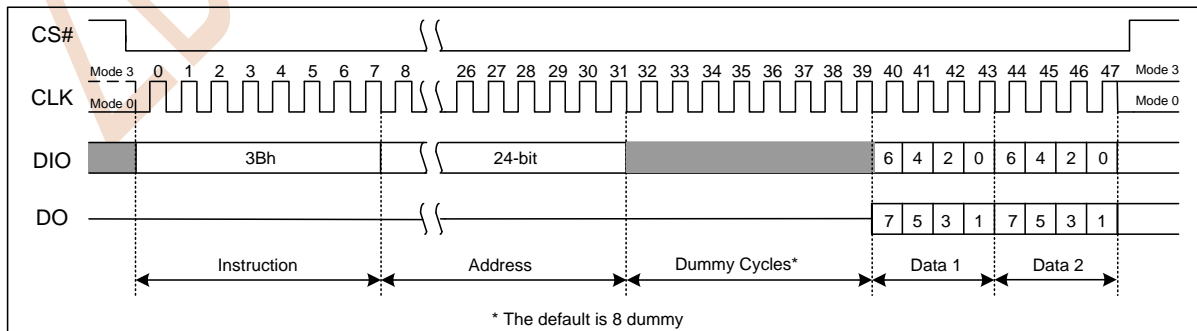 CS#
Mode 3 0 1 2 3 4 5 6 7 8 26 27 28 29 30 31 32 33 34 35 36 37 38 39 40 41 42 43 44 45 46 47 Mode 3
CLK
Mode 0 Mode 0
DIO 3Bh 24-bit 6 4 2 0 6 4 2 0
DO 7 5 3 1 7 5 3 1
Instruction Address Dummy Cycles* Data 1 Data 2
* The default is 8 dummy